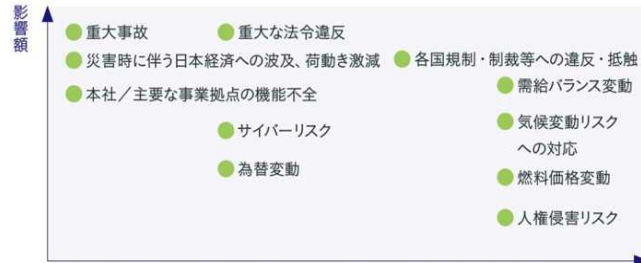 影響額
重大事故
重大な法令違反
災害時に伴う日本経済への波及、荷動き激減
各国規制・制裁等への違反・抵触
本社／主要な事業拠点の機能不全
需給バランス変動
サイバーリスク
気候変動リスク
への対応
為替変動
燃料価格変動
人権侵害リスク